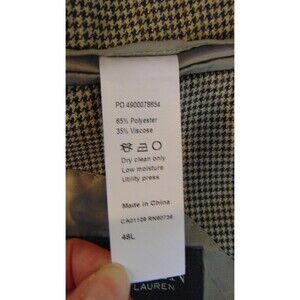 PO 4900078654
65% Polyester
35% Viscose
Dry clean only
Low moisture
Utility press
Made in China
CA01129 RN60736
48L
LAUREN